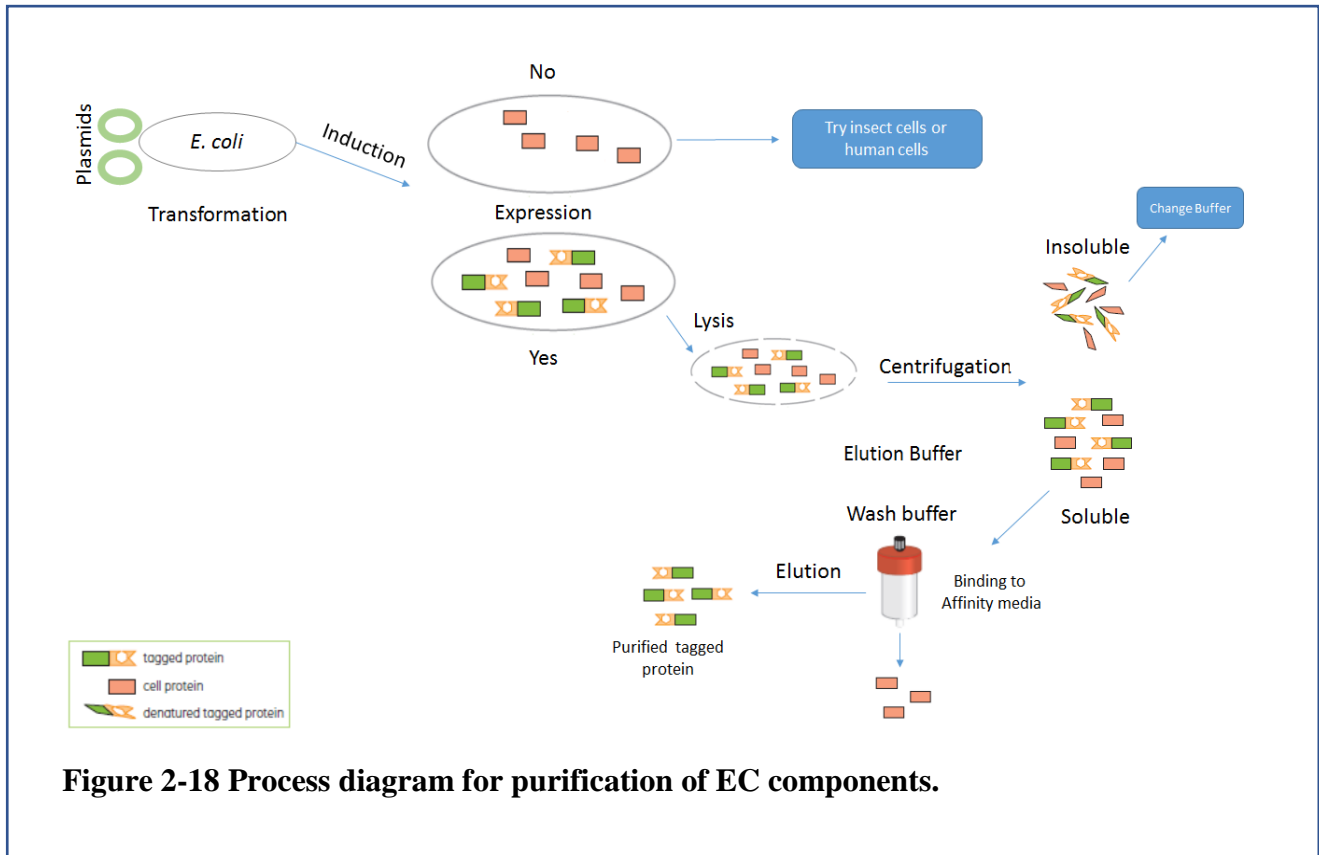 Plasmids
E. coli
Transformation
Induction
No
Try insect cells or
human cells
Expression
Yes
Lysis
Centrifugation
Insoluble
Change Buffer
Soluble
Elution Buffer
Wash buffer
Binding to
Affinity media
Elution
Purified tagged
protein
tagged protein
cell protein
denatured tagged protein
Figure 2-18 Process diagram for purification of EC components.